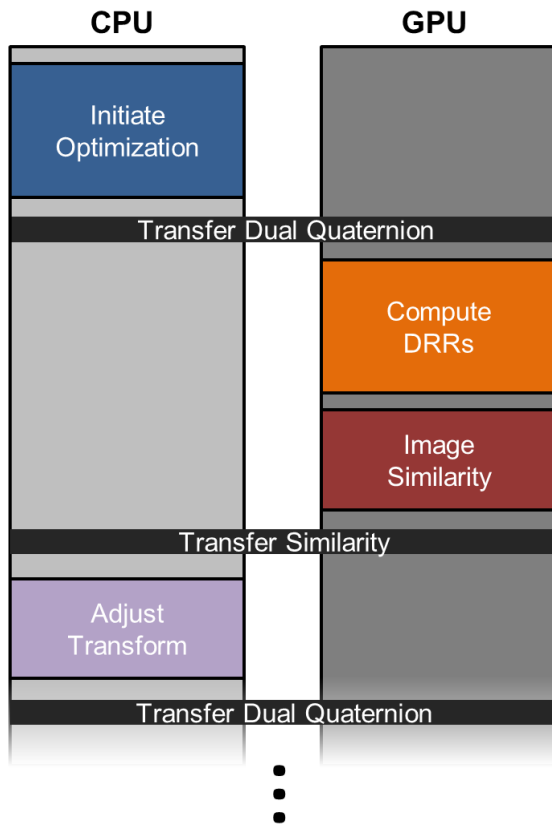 CPU
GPU
Initiate
Optimization
Transfer Dual Quaternion
Compute
DRRs
Image
Similarity
Transfer Similarity
Adjust
Transform
Transfer Dual Quaternion